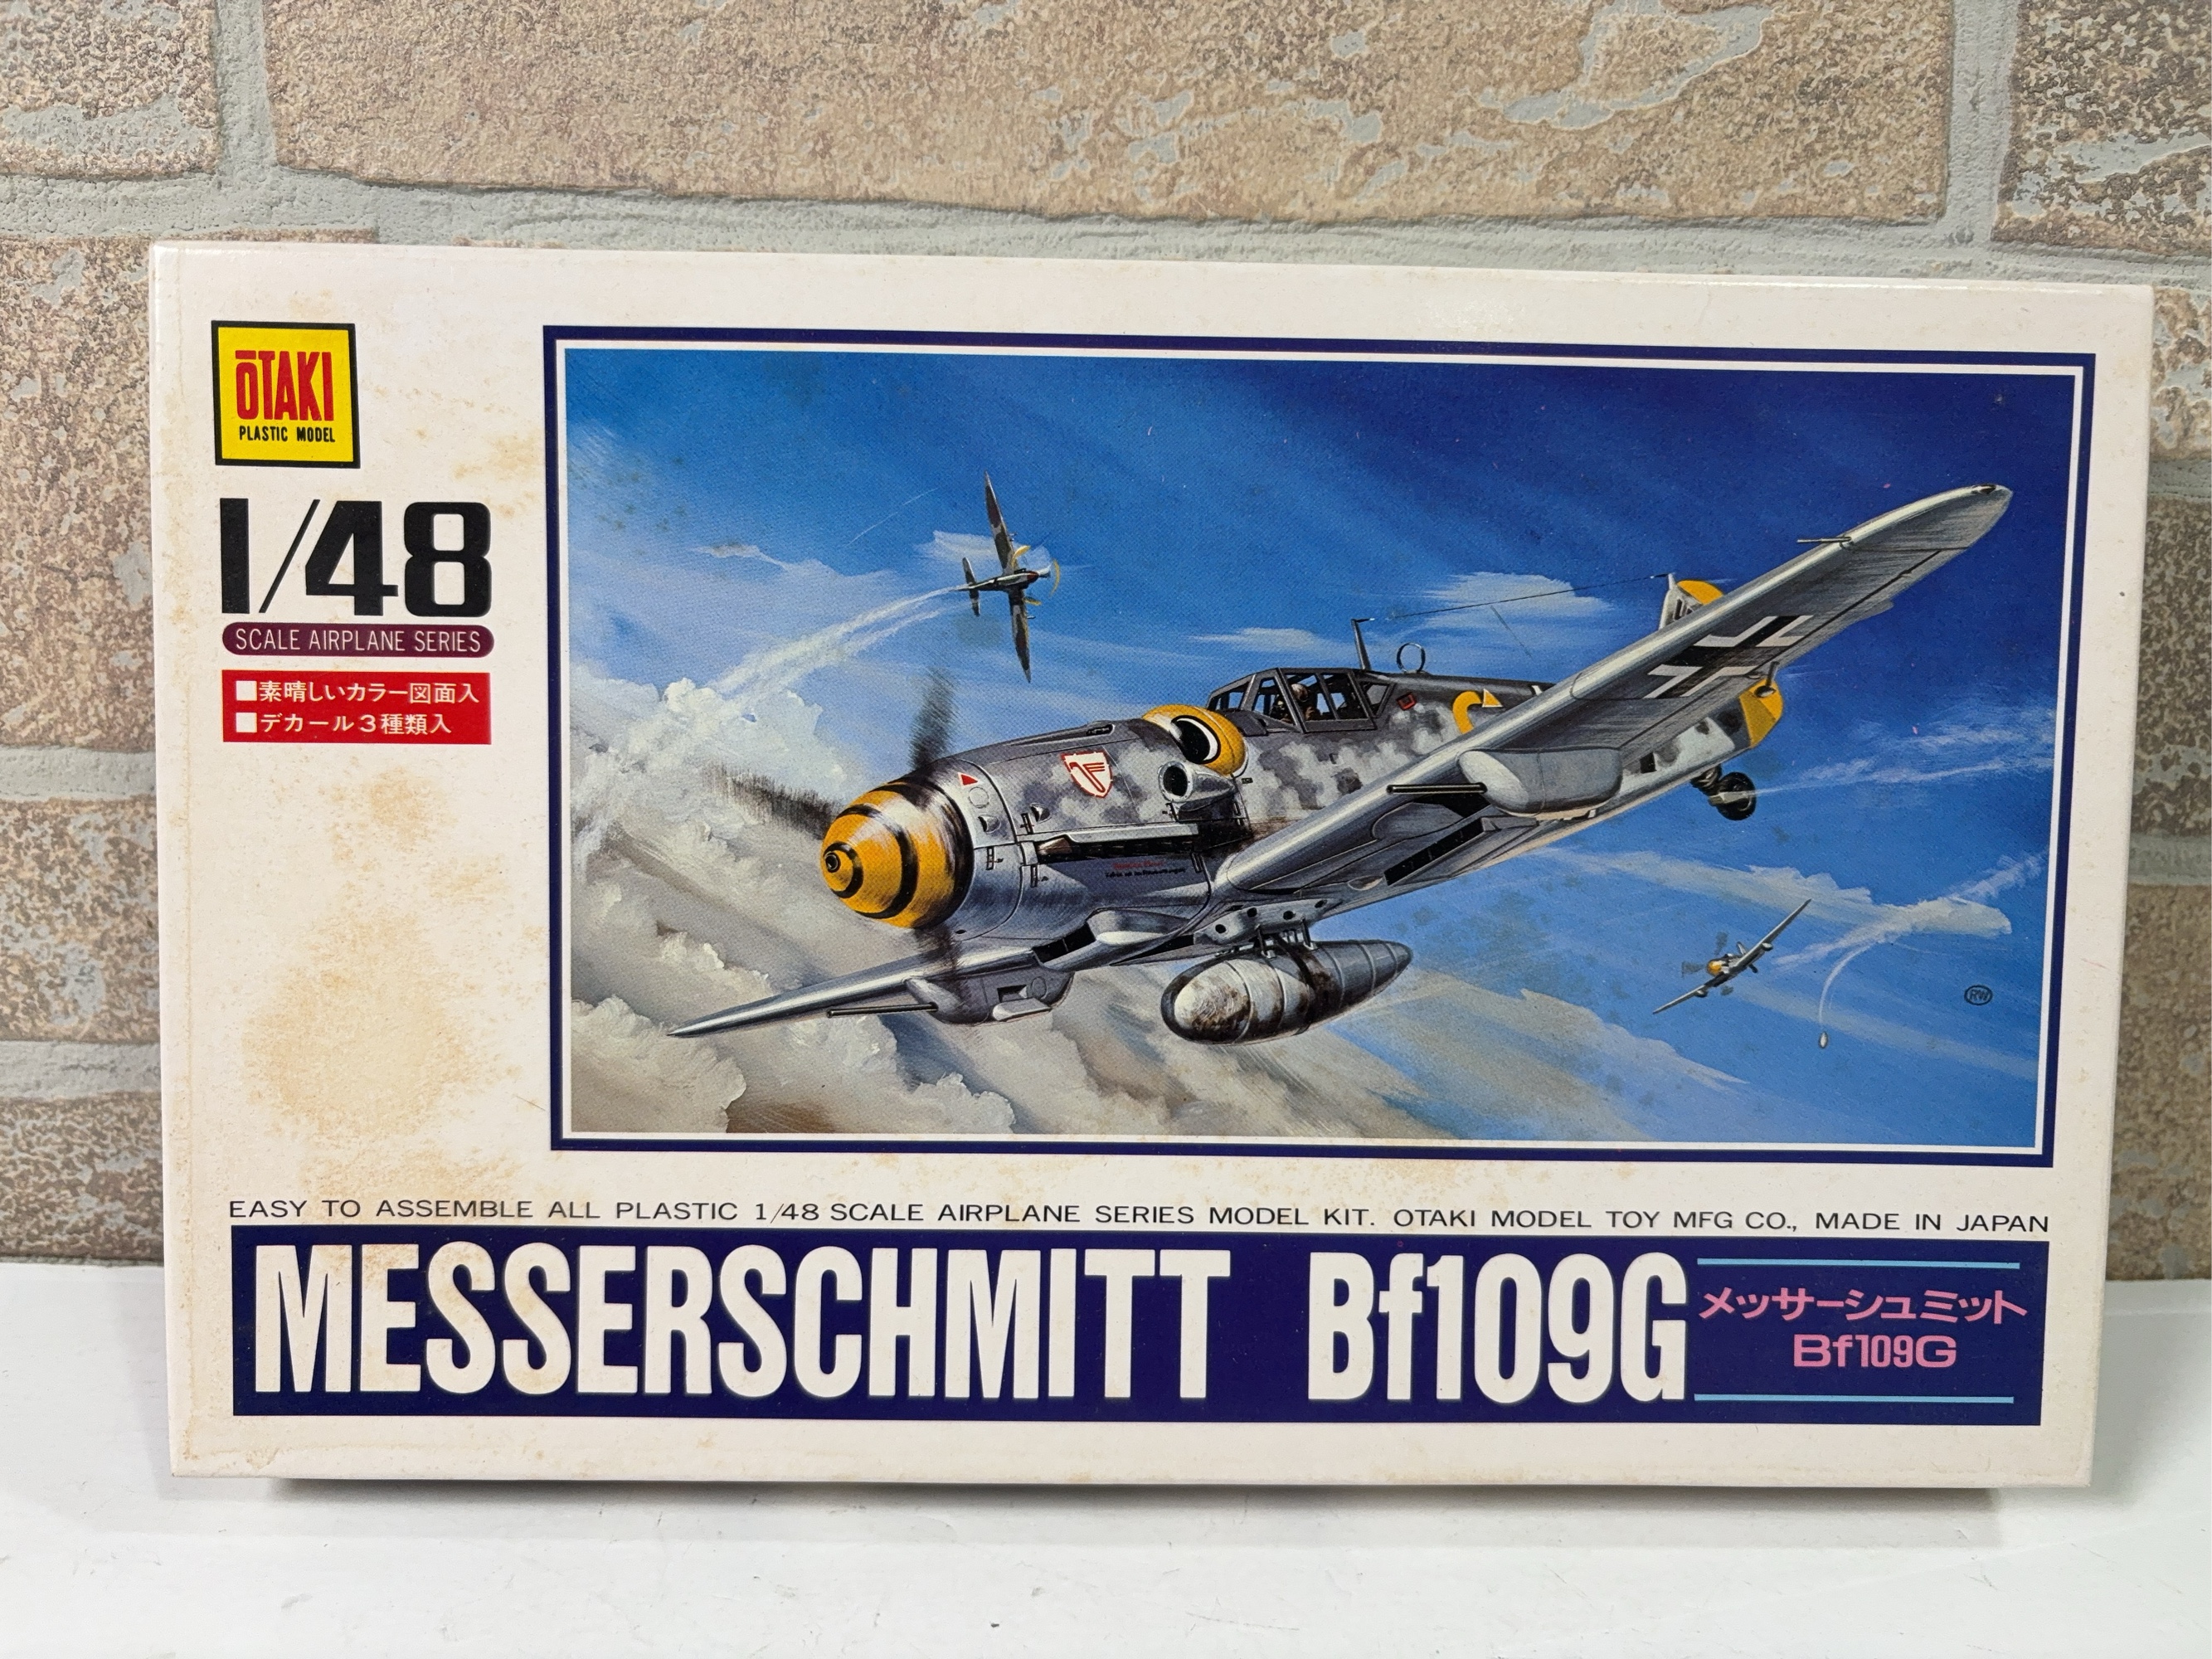 ŌTAKI
PLASTIC MODEL
1/48
SCALE AIRPLANE SERIES
■素晴しいカラー図面入
■デカール3種類入
RW
EASY TO ASSEMBLE ALL PLASTIC 1/48 SCALE AIRPLANE SERIES MODEL KIT. OTAKI MODEL TOY MFG CO., MADE IN JAPAN
MESSERSCHMITT Bf109G
メッサーシュミット
Bf109G